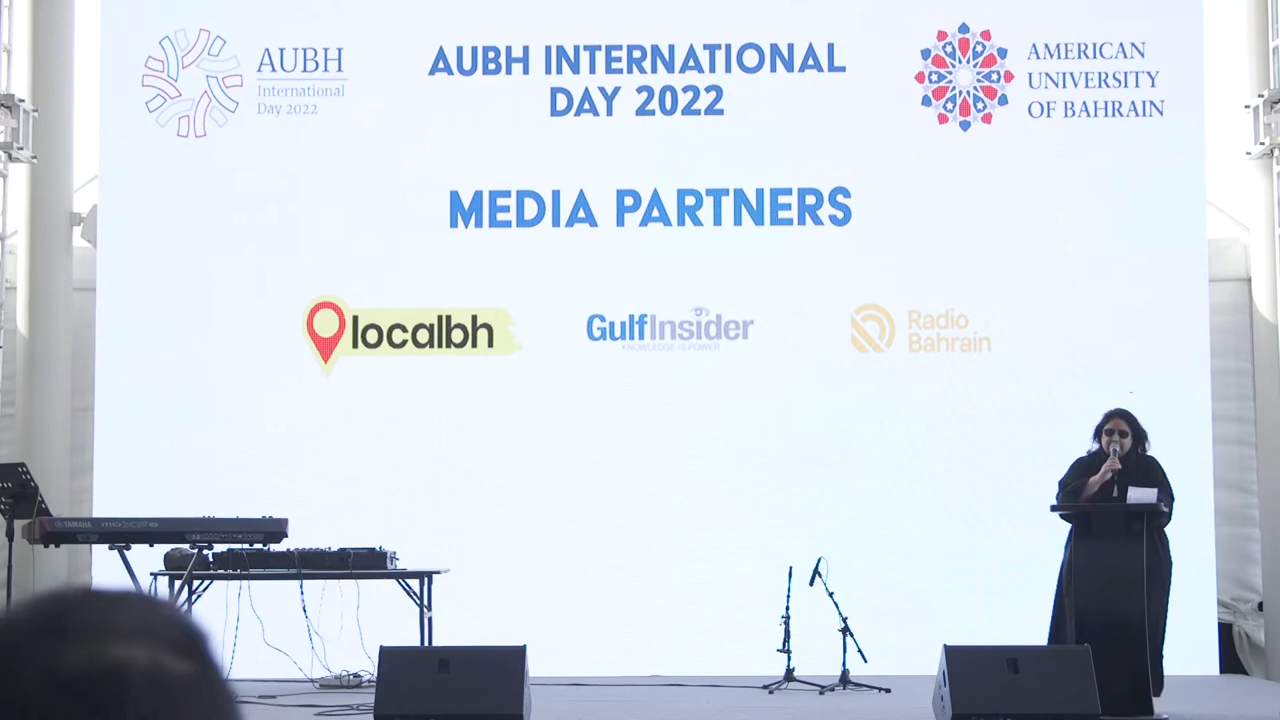 AUBH
International
Day 2022
AUBH INTERNATIONAL
DAY 2022
AMERICAN
UNIVERSITY
OF BAHRAIN
MEDIA PARTNERS
localbh
GulfInsider
KNOWLEDGE IS POWER
Radio
Bahrain
YAMAHA
MOXF8